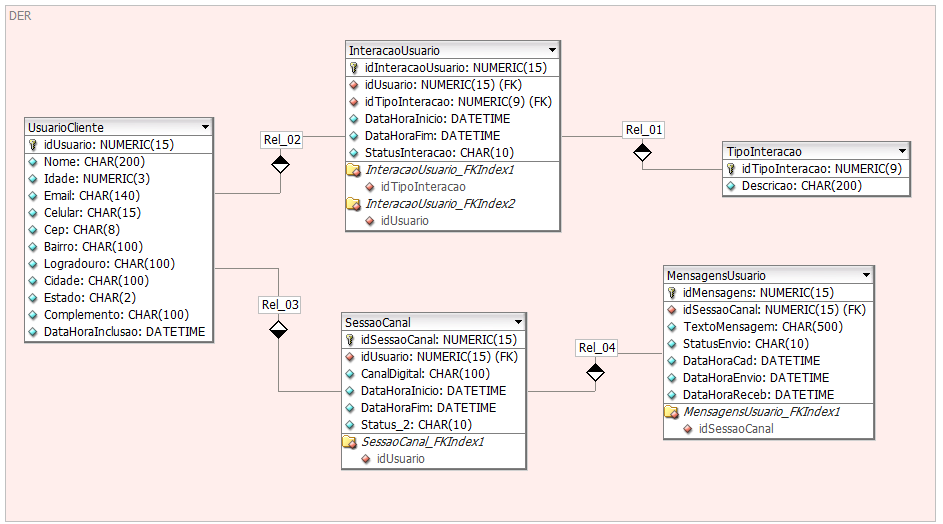 DER
InteracaoUsuario
idInteracaoUsuario: NUMERIC(15)
idUsuario: NUMERIC(15) (FK)
idTipoInteracao: NUMERIC(9) (FK)
DataHoraInicio: DATETIME
DataHoraFim: DATETIME
StatusInteracao: CHAR(10)
InteracaoUsuario_FKIndex1
idTipoInteracao
InteracaoUsuario_FKIndex2
idUsuario
Rel_01
TipoInteracao
idTipoInteracao: NUMERIC(9)
Descricao: CHAR(200)
Rel_02
UsuarioCliente
idUsuario: NUMERIC(15)
Nome: CHAR(200)
Idade: NUMERIC(3)
Email: CHAR(140)
Celular: CHAR(15)
Cep: CHAR(8)
Bairro: CHAR(100)
Logradouro: CHAR(100)
Cidade: CHAR(100)
Estado: CHAR(2)
Complemento: CHAR(100)
DataHoraInclusao: DATETIME
Rel_03
SessaoCanal
idSessaoCanal: NUMERIC(15)
idUsuario: NUMERIC(15) (FK)
CanalDigital: CHAR(100)
DataHoraInicio: DATETIME
DataHoraFim: DATETIME
Status_2: CHAR(10)
SessaoCanal_FKIndex1
idUsuario
Rel_04
MensagensUsuario
idMensagens: NUMERIC(15)
idSessaoCanal: NUMERIC(15) (FK)
TextoMensagem: CHAR(500)
StatusEnvio: CHAR(10)
DataHoraCad: DATETIME
DataHoraEnvio: DATETIME
DataHoraReceb: DATETIME
MensagensUsuario_FKIndex1
idSessaoCanal